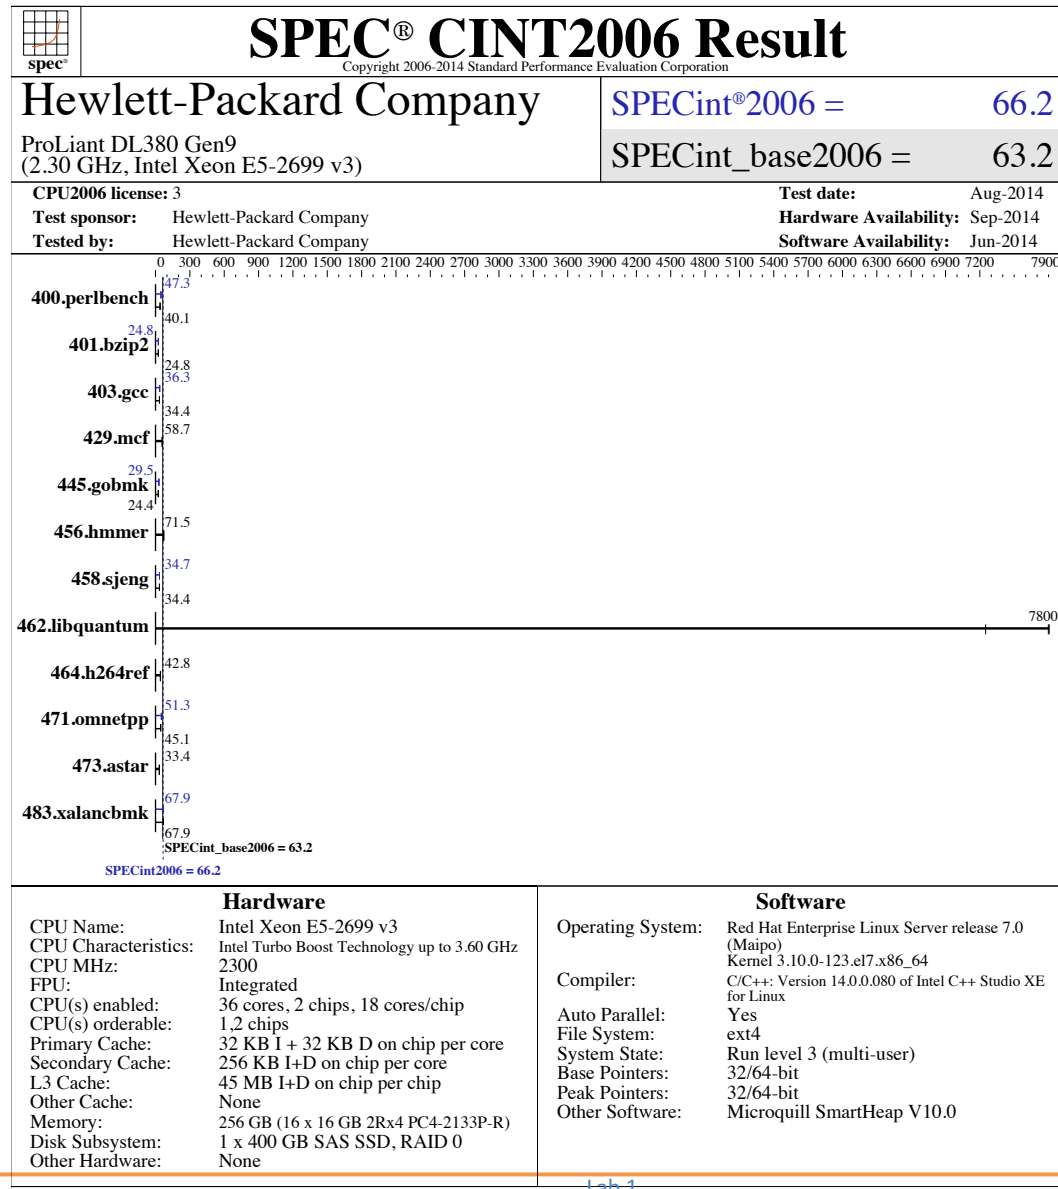 SPEC® CINT2006 Result
spec®
Copyright 2006-2014 Standard Performance Evaluation Corporation
Hewlett-Packard Company
SPECint®2006 = 66.2
ProLiant DL380 Gen9
(2.30 GHz, Intel Xeon E5-2699 v3)
SPECint_base2006 = 63.2
CPU2006 license: 3
Test date: Aug-2014
Test sponsor: Hewlett-Packard Company
Hardware Availability: Sep-2014
Tested by: Hewlett-Packard Company
Software Availability: Jun-2014
0 300 600 900 1200 1500 1800 2100 2400 2700 3000 3300 3600 3900 4200 4500 4800 5100 5400 5700 6000 6300 6600 6900 7200 7900
47.3
400.perlbench
40.1
24.8
401.bzip2
24.8
36.3
403.gcc
34.4
58.7
429.mcf
29.5
445.gobmk
24.4
71.5
456.hmmer
34.7
458.sjeng
34.4
7800
462.libquantum
42.8
464.h264ref
51.3
471.omnetpp
45.1
33.4
473.astar
67.9
483.xalancbmk
67.9
SPECint_base2006 = 63.2
SPECint2006 = 66.2
Hardware
CPU Name: Intel Xeon E5-2699 v3
CPU Characteristics: Intel Turbo Boost Technology up to 3.60 GHz
CPU MHz: 2300
FPU: Integrated
CPU(s) enabled: 36 cores, 2 chips, 18 cores/chip
CPU(s) orderable: 1,2 chips
Primary Cache: 32 KB I + 32 KB D on chip per core
Secondary Cache: 256 KB I+D on chip per core
L3 Cache: 45 MB I+D on chip per chip
Other Cache: None
Memory: 256 GB (16 x 16 GB 2Rx4 PC4-2133P-R)
Disk Subsystem: 1 x 400 GB SAS SSD, RAID 0
Other Hardware: None
Software
Operating System: Red Hat Enterprise Linux Server release 7.0
(Maipo)
Kernel 3.10.0-123.el7.x86_64
Compiler: C/C++: Version 14.0.0.080 of Intel C++ Studio XE
for Linux
Auto Parallel: Yes
File System: ext4
System State: Run level 3 (multi-user)
Base Pointers: 32/64-bit
Peak Pointers: 32/64-bit
Other Software: Microquill SmartHeap V10.0
Lab 1